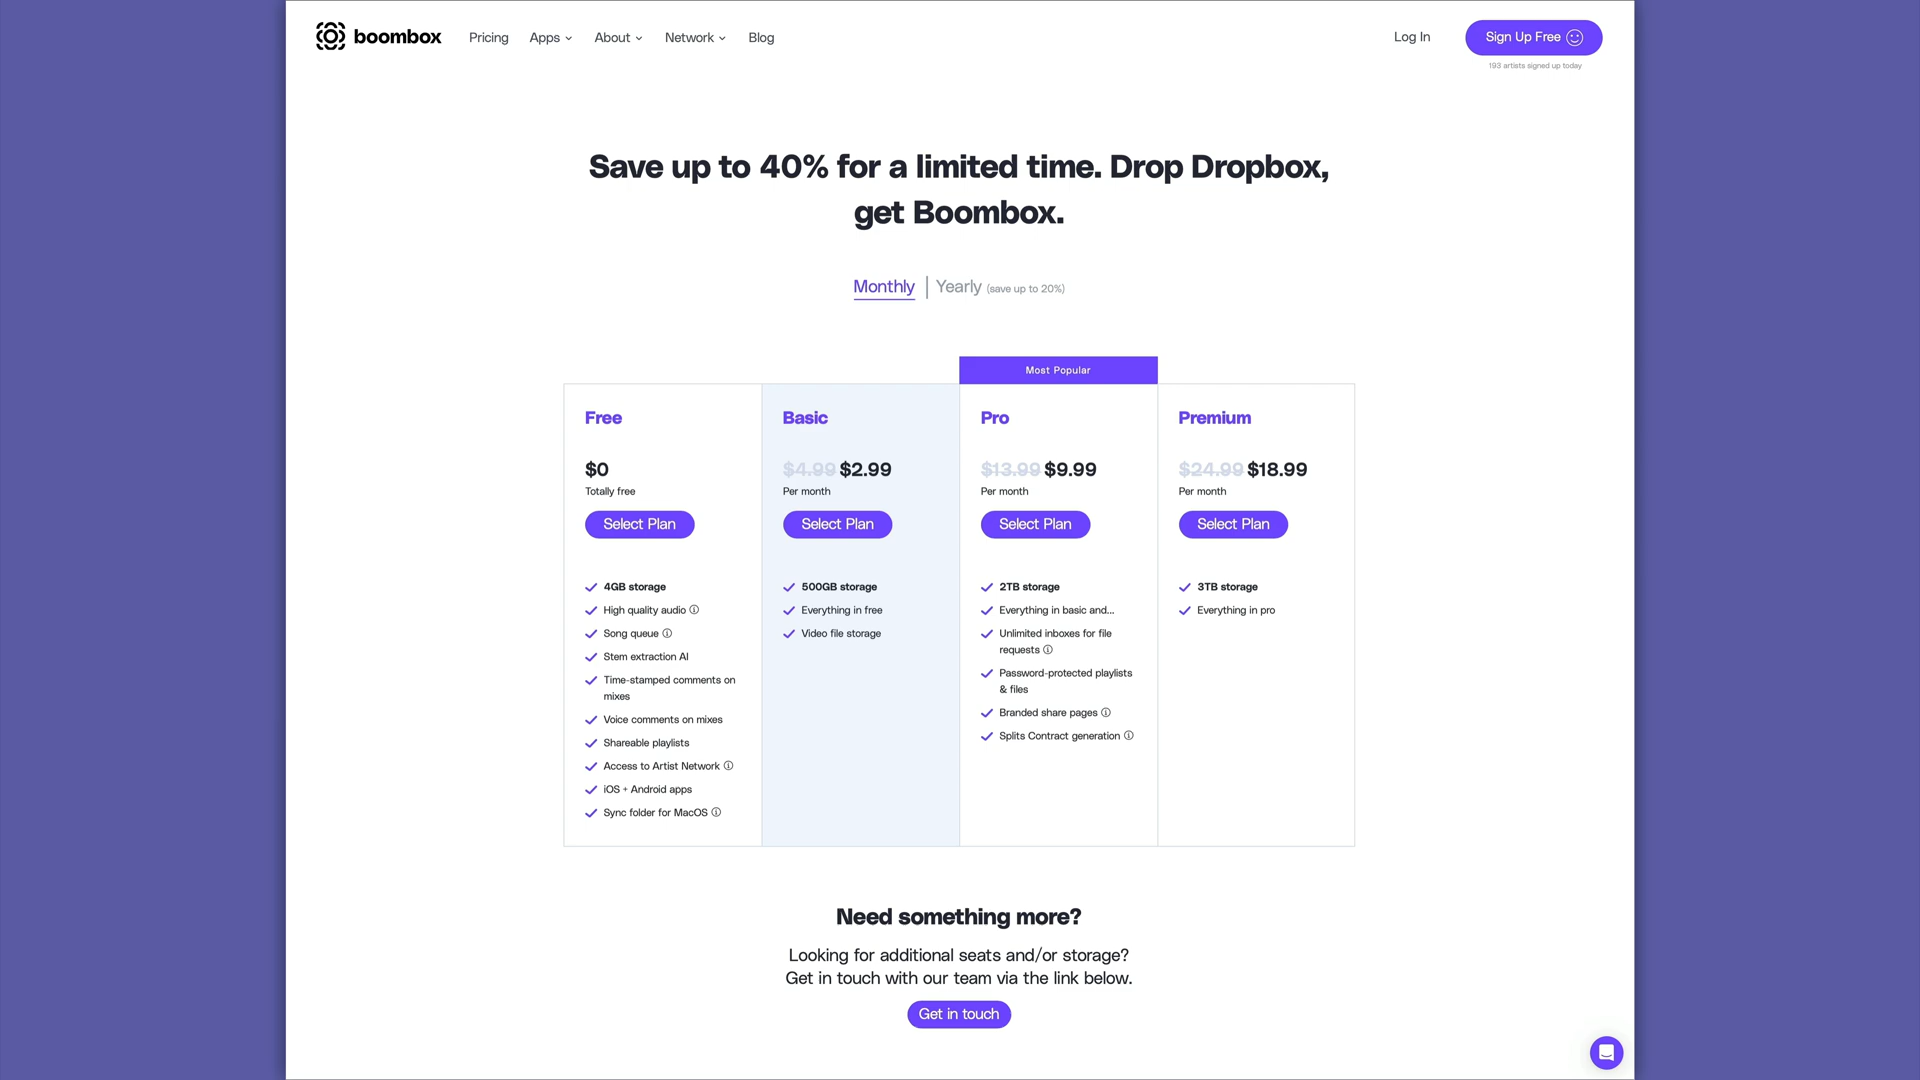 boombox
Pricing
Apps
About
Network
Blog
Log In
Sign Up Free
193 artists signed up today
Save up to 40% for a limited time. Drop Dropbox,
get Boombox.
Monthly
Yearly (save up to 20%)
Most Popular
Free
$0
Totally free
Select Plan
4GB storage
High quality audio
Song queue
Stem extraction AI
Time-stamped comments on
mixes
Voice comments on mixes
Shareable playlists
Access to Artist Network
iOS + Android apps
Sync folder for MacOS
Basic
$4.99 $2.99
Per month
Select Plan
500GB storage
Everything in free
Video file storage
Pro
$13.99 $9.99
Per month
Select Plan
2TB storage
Everything in basic and...
Unlimited inboxes for file
requests
Password-protected playlists
& files
Branded share pages
Splits Contract generation
Premium
$24.99 $18.99
Per month
Select Plan
3TB storage
Everything in pro
Need something more?
Looking for additional seats and/or storage?
Get in touch with our team via the link below.
Get in touch